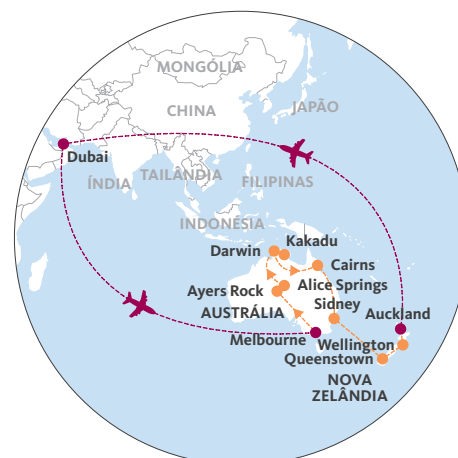 MONGÓLIA
CHINA
JAPÃO
Dubai
TAILÂNDIA
ÍNDIA
FILIPINAS
INDONÉSIA
Kakadu
Darwin
Cairns
Alice Springs
Ayers Rock
Sidney
AUSTRÁLIA
Auckland
Melbourne
Wellington
Queenstown
NOVA
ZELÂNDIA